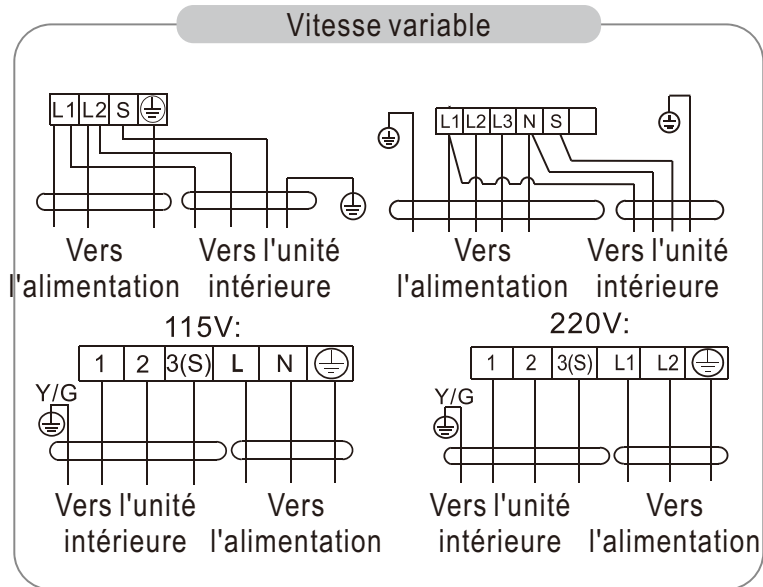 Vitesse variable
L1 L2 S
L1 L2 L3 N S
Vers l'alimentation
Vers l'unité intérieure
Vers l'alimentation
Vers l'unité intérieure
115V:
1 2 3(S) L N
Y/G
Vers l'unité intérieure
Vers l'alimentation
220V:
1 2 3(S) L1 L2
Y/G
Vers l'unité intérieure
Vers l'alimentation